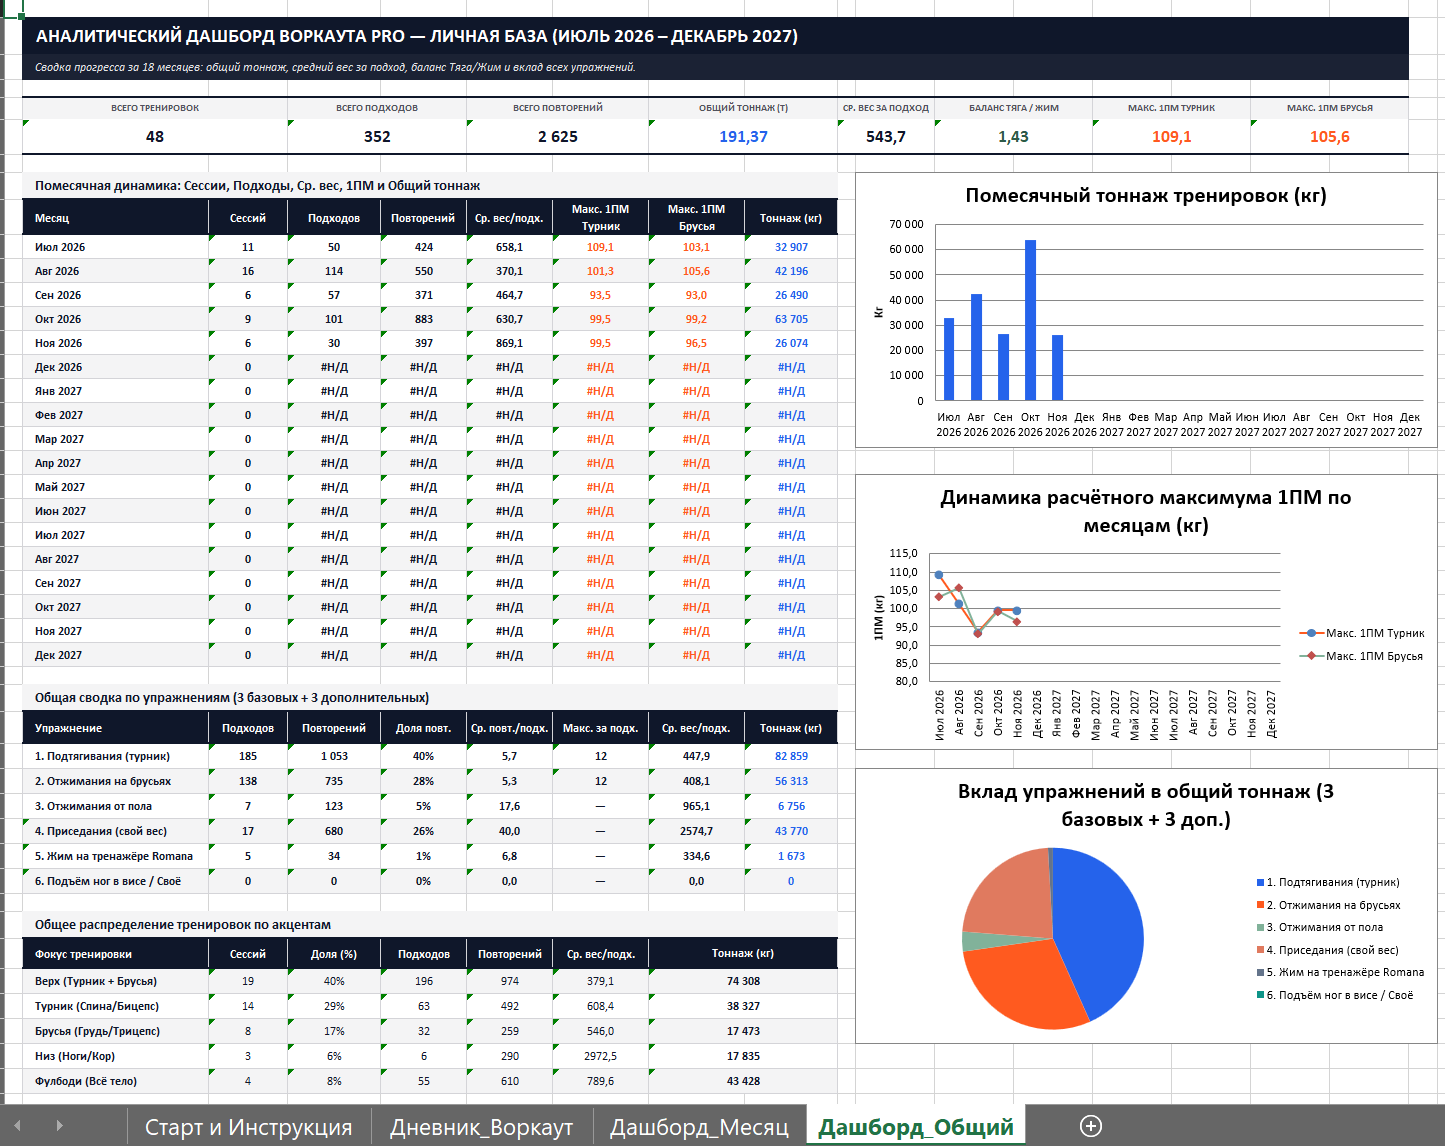 АНАЛИТИЧЕСКИЙ ДАШБОРД ВОРКАУТА PRO — ЛИЧНАЯ БАЗА (ИЮЛЬ 2026 – ДЕКАБРЬ 2027)
Сводка прогресса за 18 месяцев: общий тоннаж, средний вес за подход, баланс Тяга/Жим и вклад всех упражнений.
ВСЕГО ТРЕНИРОВОК ВСЕГО ПОДХОДОВ ВСЕГО ПОВТОРЕНИЙ ОБЩИЙ ТОННАЖ (Т) СР. ВЕС ЗА ПОДХОД БАЛАНС ТЯГА / ЖИМ МАКС. 1ПМ ТУРНИК МАКС. 1ПМ БРУСЬЯ
48 352 2 625 191,37 543,7 1,43 109,1 105,6
Помесячная динамика: Сессии, Подходы, Ср. вес, 1ПМ и Общий тоннаж
Месяц Сессий Подходов Повторений Ср. вес/подх. Макс. 1ПМ Турник Макс. 1ПМ Брусья Тоннаж (кг)
Июл 2026 11 50 424 658,1 109,1 103,1 32 907
Авг 2026 16 114 550 370,1 101,3 105,6 42 196
Сен 2026 6 57 371 464,7 93,5 93,0 26 490
Окт 2026 9 101 883 630,7 99,5 99,2 63 705
Ноя 2026 6 30 397 869,1 99,5 96,5 26 074
Дек 2026 0 #Н/Д #Н/Д #Н/Д #Н/Д #Н/Д #Н/Д
Янв 2027 0 #Н/Д #Н/Д #Н/Д #Н/Д #Н/Д #Н/Д
Фев 2027 0 #Н/Д #Н/Д #Н/Д #Н/Д #Н/Д #Н/Д
Мар 2027 0 #Н/Д #Н/Д #Н/Д #Н/Д #Н/Д #Н/Д
Апр 2027 0 #Н/Д #Н/Д #Н/Д #Н/Д #Н/Д #Н/Д
Май 2027 0 #Н/Д #Н/Д #Н/Д #Н/Д #Н/Д #Н/Д
Июн 2027 0 #Н/Д #Н/Д #Н/Д #Н/Д #Н/Д #Н/Д
Июл 2027 0 #Н/Д #Н/Д #Н/Д #Н/Д #Н/Д #Н/Д
Авг 2027 0 #Н/Д #Н/Д #Н/Д #Н/Д #Н/Д #Н/Д
Сен 2027 0 #Н/Д #Н/Д #Н/Д #Н/Д #Н/Д #Н/Д
Окт 2027 0 #Н/Д #Н/Д #Н/Д #Н/Д #Н/Д #Н/Д
Ноя 2027 0 #Н/Д #Н/Д #Н/Д #Н/Д #Н/Д #Н/Д
Дек 2027 0 #Н/Д #Н/Д #Н/Д #Н/Д #Н/Д #Н/Д
Общая сводка по упражнениям (3 базовых + 3 дополнительных)
Упражнение Подходов Повторений Доля повт. Ср. повт./подх. Макс. за подх. Ср. вес/подх. Тоннаж (кг)
1. Подтягивания (турник) 185 1 053 40% 5,7 12 447,9 82 859
2. Отжимания на брусьях 138 735 28% 5,3 12 408,1 56 313
3. Отжимания от пола 7 123 5% 17,6 — 965,1 6 756
4. Приседания (свой вес) 17 680 26% 40,0 — 2574,7 43 770
5. Жим на тренажёре Romana 5 34 1% 6,8 — 334,6 1 673
6. Подъём ног в висе / Своё 0 0 0% 0,0 — 0,0 0
Общее распределение тренировок по акцентам
Фокус тренировки Сессий Доля (%) Подходов Повторений Ср. вес/подх. Тоннаж (кг)
Верх (Турник + Брусья) 19 40% 196 974 379,1 74 308
Турник (Спина/Бицепс) 14 29% 63 492 608,4 38 327
Брусья (Грудь/Трицепс) 8 17% 32 259 546,0 17 473
Низ (Ноги/Кор) 3 6% 6 290 2972,5 17 835
Фулбоди (Всё тело) 4 8% 55 610 789,6 43 428
Помесячный тоннаж тренировок (кг)
70 000
60 000
50 000
40 000
30 000
20 000
10 000
0
Кг
Июл Авг Сен Окт Ноя Дек Янв Фев Мар Апр Май Июн Июл Авг Сен Окт Ноя Дек
2026 2026 2026 2026 2026 2026 2027 2027 2027 2027 2027 2027 2027 2027 2027 2027 2027 2027
Динамика расчётного максимума 1ПМ по
месяцам (кг)
115,0
110,0
105,0
100,0
95,0
90,0
85,0
80,0
1ПМ (кг)
Июл 2026 Авг 2026 Сен 2026 Окт 2026 Ноя 2026 Дек 2026 Янв 2027 Фев 2027 Мар 2027 Апр 2027 Май 2027 Июн 2027 Июл 2027 Авг 2027 Сен 2027 Окт 2027 Ноя 2027 Дек 2027
Макс. 1ПМ Турник
Макс. 1ПМ Брусья
Вклад упражнений в общий тоннаж (3
базовых + 3 доп.)
1. Подтягивания (турник)
2. Отжимания на брусьях
3. Отжимания от пола
4. Приседания (свой вес)
5. Жим на тренажёре Romana
6. Подъём ног в висе / Своё
Старт и Инструкция Дневник_Воркаут Дашборд_Месяц Дашборд_Общий